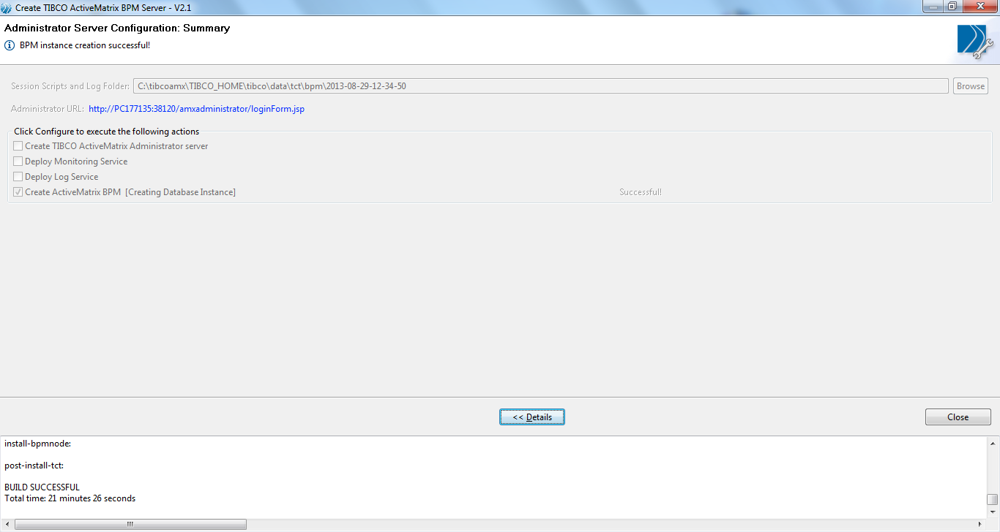 Create TIBCO ActiveMatrix BPM Server - V2.1
Administrator Server Configuration: Summary
BPM instance creation successful!
Session Scripts and Log Folder: C:\tibcoamx\TIBCO_HOME\tibco\data\tct\bpm\2013-08-29-12-34-50 Browse
Administrator URL: http://PC177135:38120/amxadministrator/loginForm.jsp
Click Configure to execute the following actions
Create TIBCO ActiveMatrix Administrator server
Deploy Monitoring Service
Deploy Log Service
Create ActiveMatrix BPM [Creating Database Instance] Successful!
<< Details Close
install-bpmnode:
post-install-tct:
BUILD SUCCESSFUL
Total time: 21 minutes 26 seconds